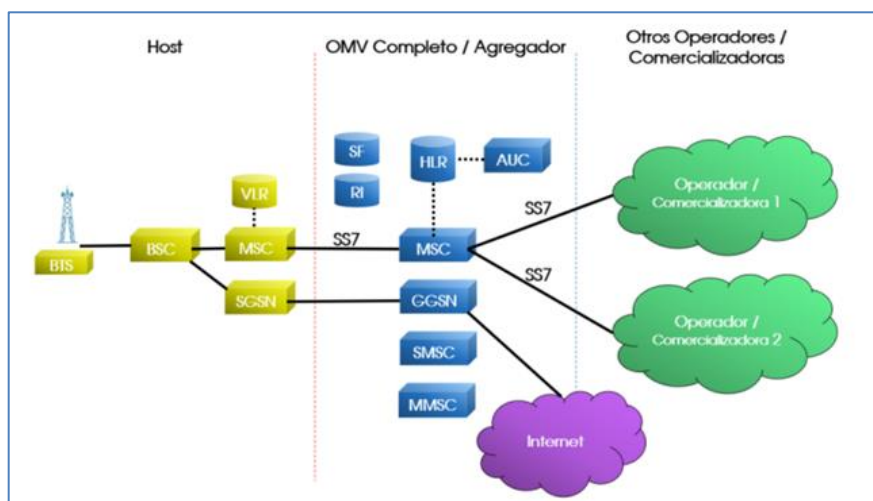 Host
OMV Completo / Agregador
Otros Operadores /
Comercializadoras
SF
HLR
AUC
RI
VLR
BTS
BSC
MSC
SS7
MSC
SS7
SS7
SGSN
GGSN
SMSC
MMSC
Operador /
Comercializadora 1
Operador /
Comercializadora 2
Internet